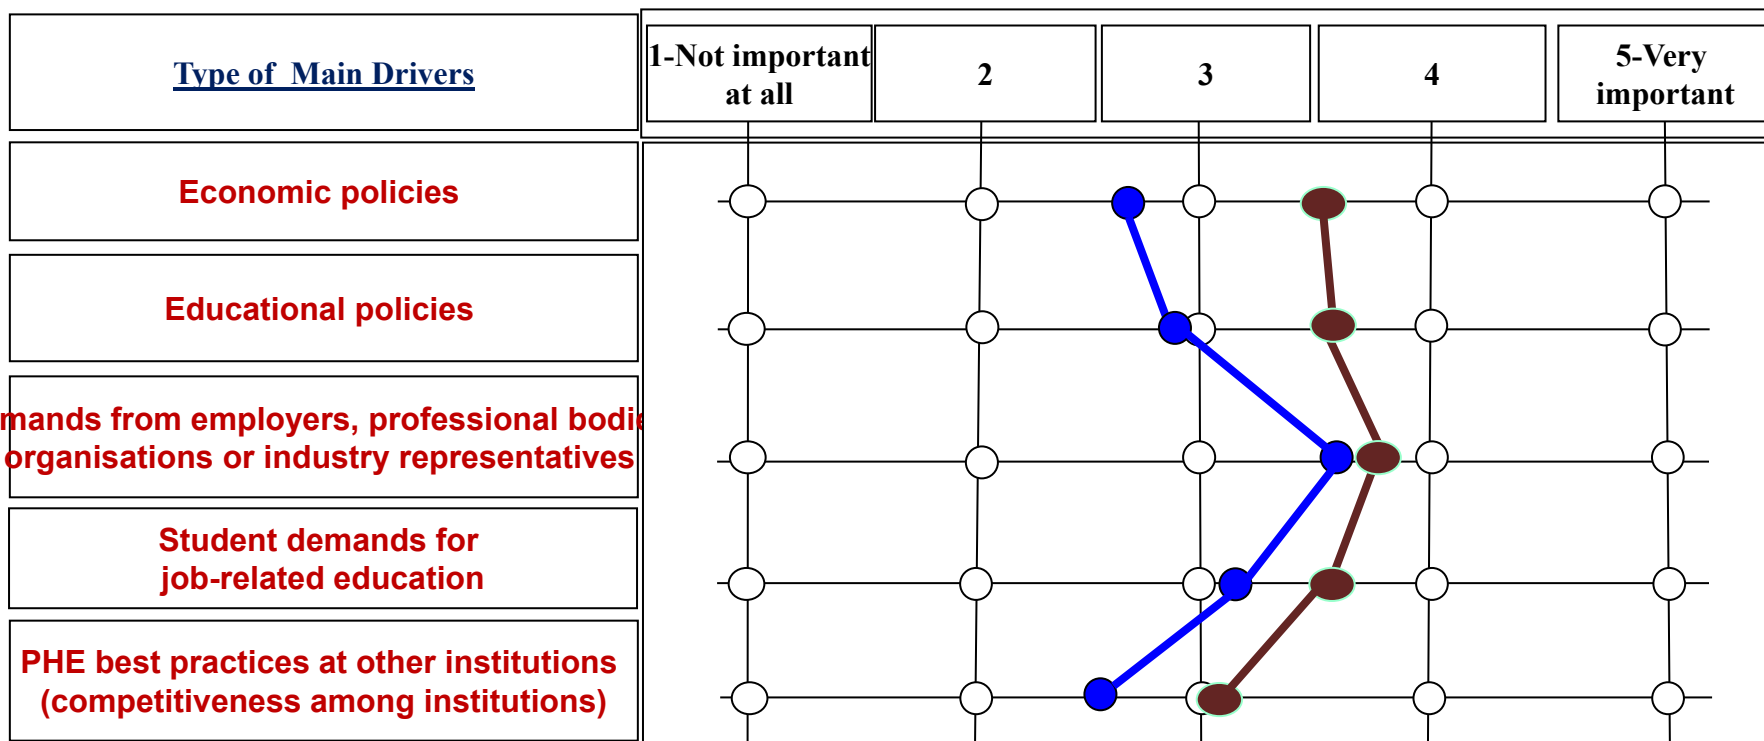 Type of Main Drivers
1-Not important
at all
2
3
4
5-Very
important
Economic policies
Educational policies
mands from employers, professional bodie
organisations or industry representatives
Student demands for
job-related education
PHE best practices at other institutions
(competitiveness among institutions)